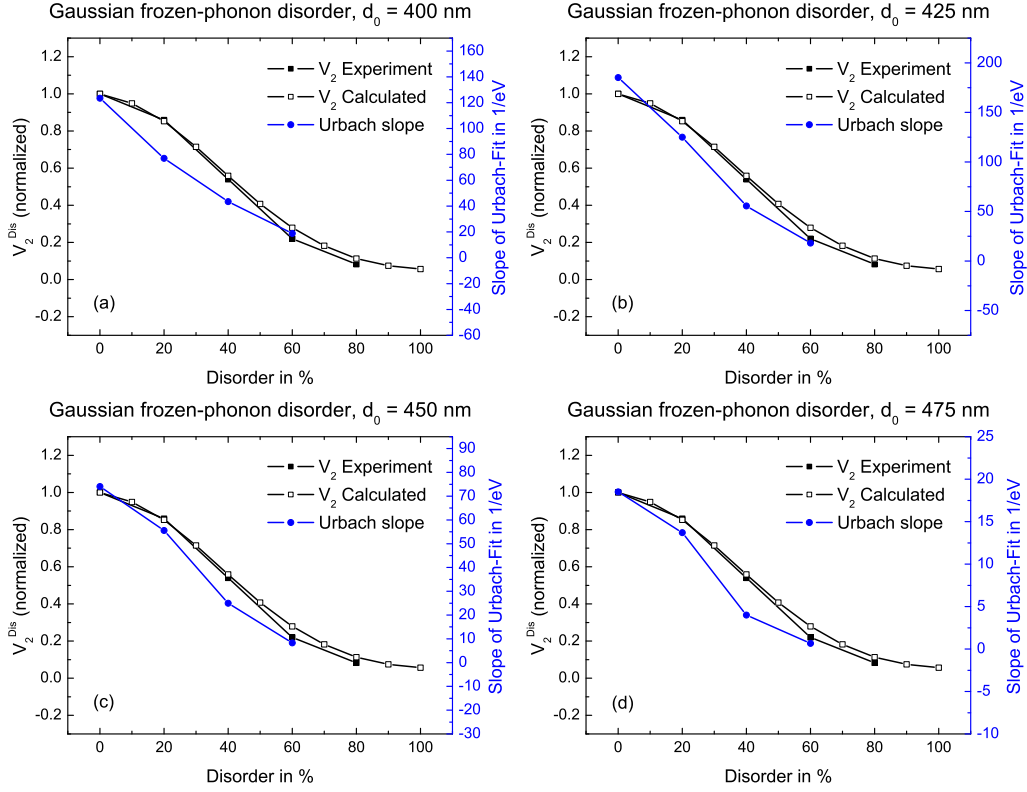 Gaussian frozen-phonon disorder, d0 = 400 nm
1.2
1.0
0.8
0.6
0.4
0.2
0.0
-0.2
V2Dis (normalized)
V2 Experiment
V2 Calculated
Urbach slope
160
140
120
100
80
60
40
20
0
-20
-40
-60
Slope of Urbach-Fit in 1/eV
(a)
0 20 40 60 80 100
Disorder in %
Gaussian frozen-phonon disorder, d0 = 425 nm
1.2
1.0
0.8
0.6
0.4
0.2
0.0
-0.2
V2Dis (normalized)
V2 Experiment
V2 Calculated
Urbach slope
200
150
100
50
0
-50
Slope of Urbach-Fit in 1/eV
(b)
0 20 40 60 80 100
Disorder in %
Gaussian frozen-phonon disorder, d0 = 450 nm
1.2
1.0
0.8
0.6
0.4
0.2
0.0
-0.2
V2Dis (normalized)
V2 Experiment
V2 Calculated
Urbach slope
90
80
70
60
50
40
30
20
10
0
-10
-20
-30
Slope of Urbach-Fit in 1/eV
(c)
0 20 40 60 80 100
Disorder in %
Gaussian frozen-phonon disorder, d0 = 475 nm
1.2
1.0
0.8
0.6
0.4
0.2
0.0
-0.2
V2Dis (normalized)
V2 Experiment
V2 Calculated
Urbach slope
25
20
15
10
5
0
-5
-10
Slope of Urbach-Fit in 1/eV
(d)
0 20 40 60 80 100
Disorder in %